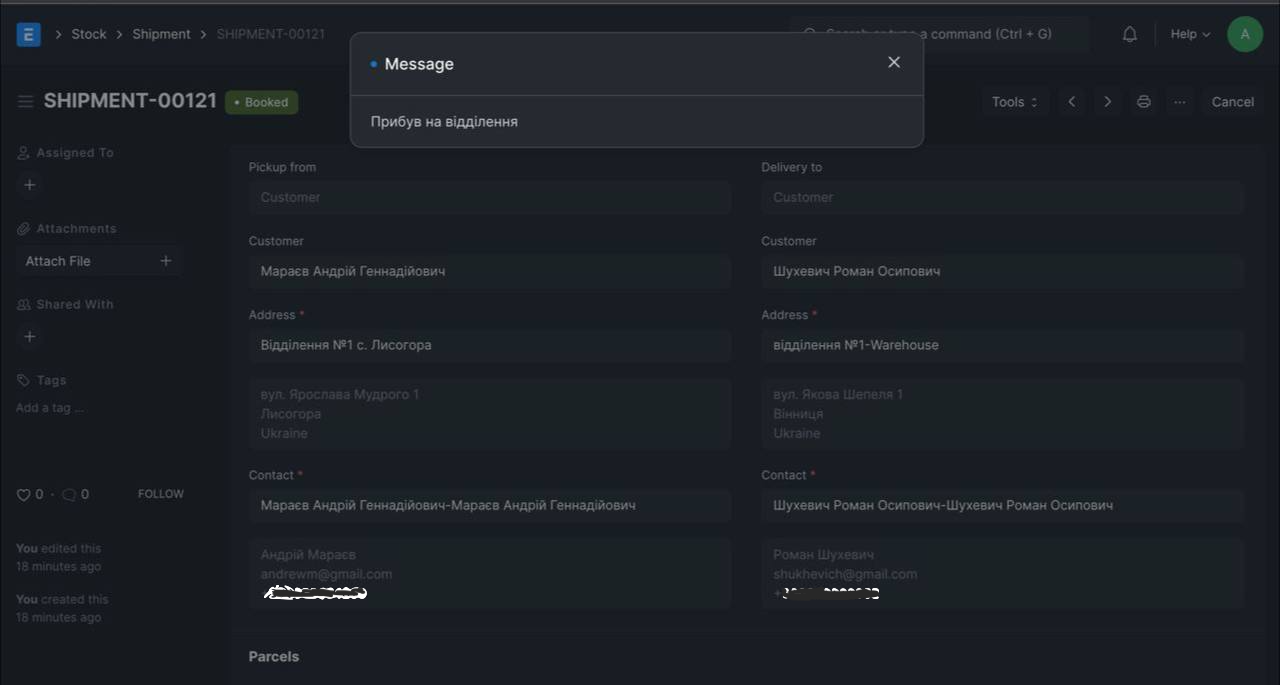 E > Stock > Shipment > SHIPMENT-00121
Search or type a command (Ctrl + G)
Help
A
Message
Прибув на відділення
SHIPMENT-00121
Booked
Tools
Cancel
Assigned To
Attachments
Attach File
Shared With
Tags
Add a tag ...
0 · 0 FOLLOW
You edited this
18 minutes ago
You created this
18 minutes ago
Pickup from
Customer
Customer
Мараєв Андрій Геннадійович
Address *
Відділення №1 с. Лисогора
вул. Ярослава Мудрого 1
Лисогора
Ukraine
Contact *
Мараєв Андрій Геннадійович-Мараєв Андрій Геннадійович
Андрій Мараєв
andrewm@gmail.com
Delivery to
Customer
Customer
Шухевич Роман Осипович
Address *
відділення №1-Warehouse
вул. Якова Шепеля 1
Вінниця
Ukraine
Contact *
Шухевич Роман Осипович-Шухевич Роман Осипович
Роман Шухевич
shukhevich@gmail.com
Parcels